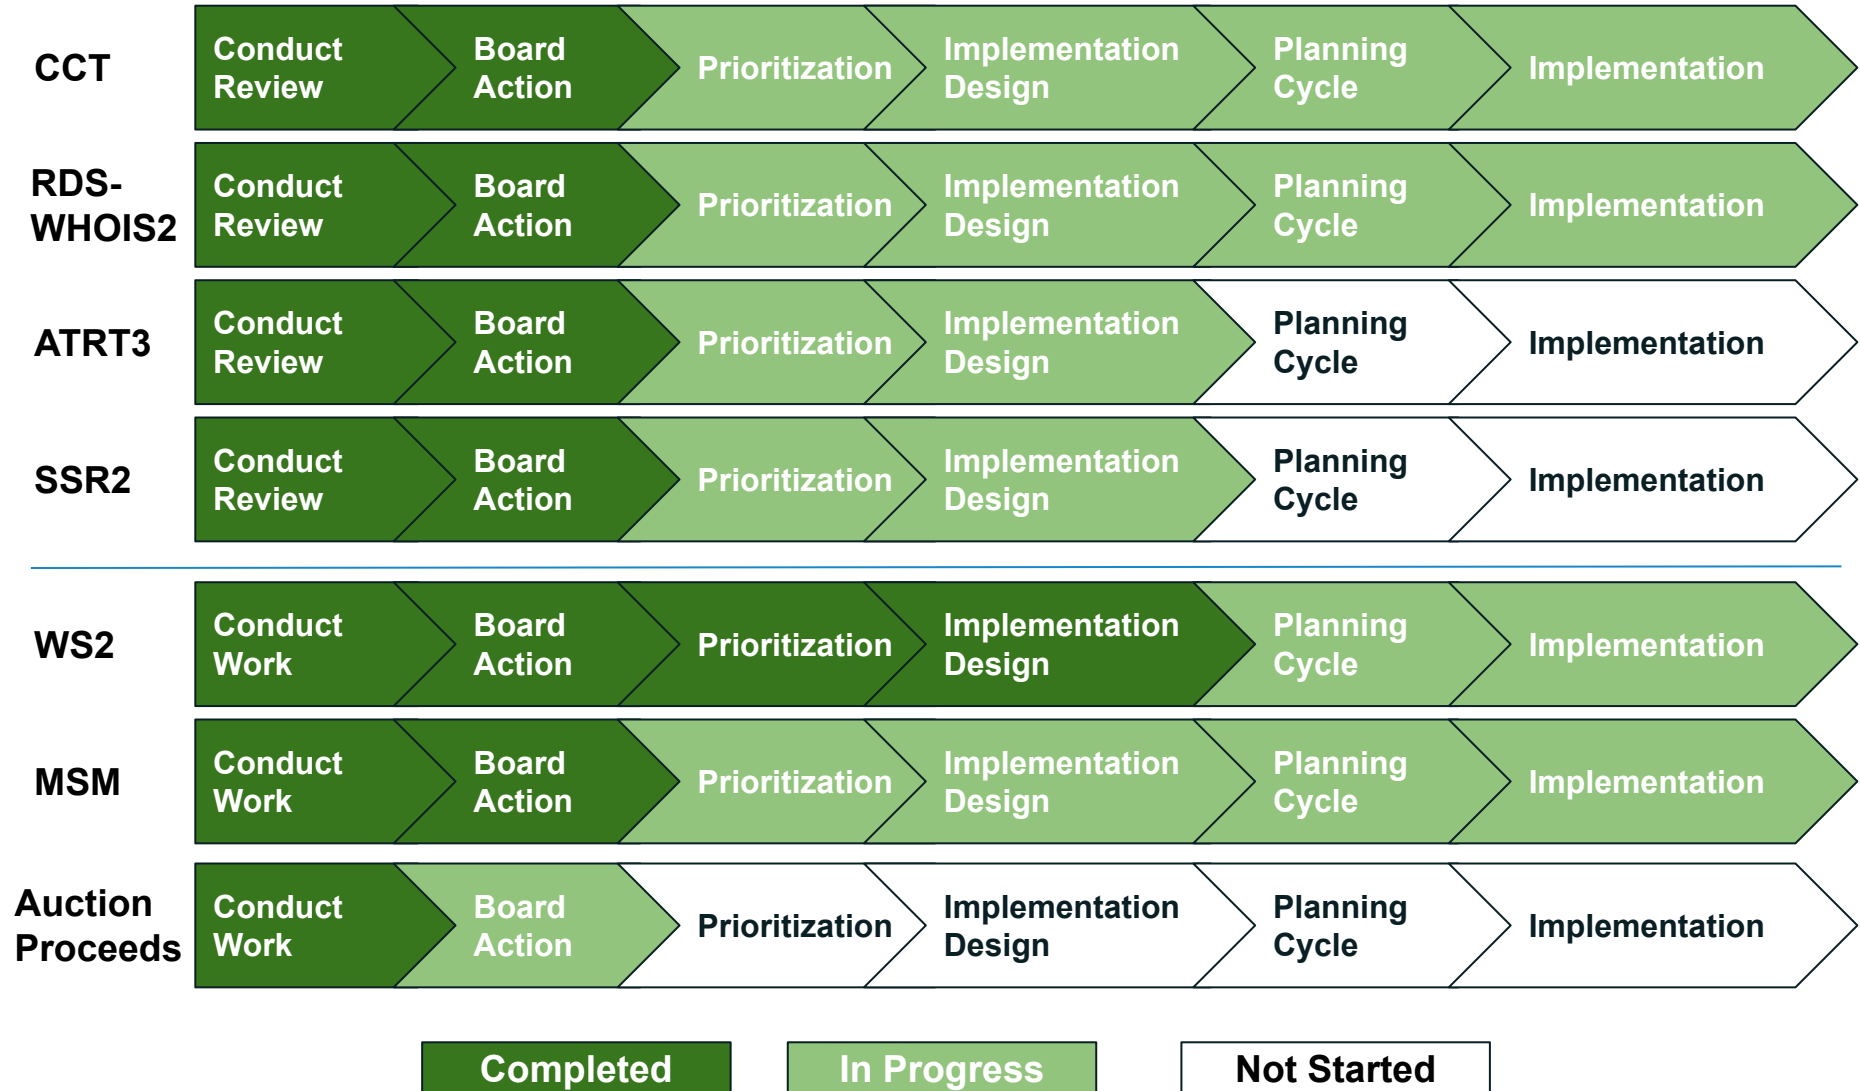 CCT
Conduct
Review
Board
Action
Prioritization
Implementation
Design
Planning
Cycle
Implementation
RDS-
WHOIS2
Conduct
Review
Board
Action
Prioritization
Implementation
Design
Planning
Cycle
Implementation
ATRT3
Conduct
Review
Board
Action
Prioritization
Implementation
Design
Planning
Cycle
Implementation
SSR2
Conduct
Review
Board
Action
Prioritization
Implementation
Design
Planning
Cycle
Implementation
WS2
Conduct
Work
Board
Action
Prioritization
Implementation
Design
Planning
Cycle
Implementation
MSM
Conduct
Work
Board
Action
Prioritization
Implementation
Design
Planning
Cycle
Implementation
Auction
Proceeds
Conduct
Work
Board
Action
Prioritization
Implementation
Design
Planning
Cycle
Implementation
Completed
In Progress
Not Started